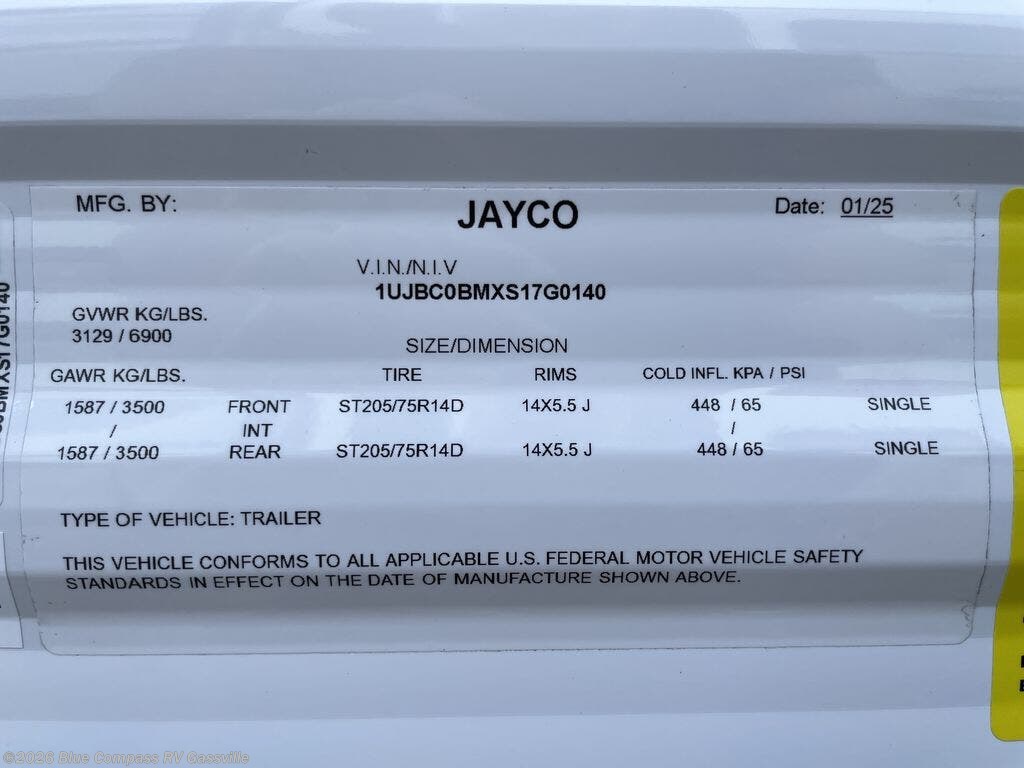 MFG. BY: JAYCO Date: 01/25
V.I.N./N.I.V
1UJBC0BMXS17G0140
GVWR KG/LBS.
3129 / 6900
SIZE/DIMENSION
GAWR KG/LBS. TIRE RIMS COLD INFL. KPA / PSI
1587 / 3500 FRONT ST205/75R14D 14X5.5 J 448 / 65 SINGLE
/ INT /
1587 / 3500 REAR ST205/75R14D 14X5.5 J 448 / 65 SINGLE
TYPE OF VEHICLE: TRAILER
THIS VEHICLE CONFORMS TO ALL APPLICABLE U.S. FEDERAL MOTOR VEHICLE SAFETY
STANDARDS IN EFFECT ON THE DATE OF MANUFACTURE SHOWN ABOVE.
©2026 Blue Compass RV Gassville